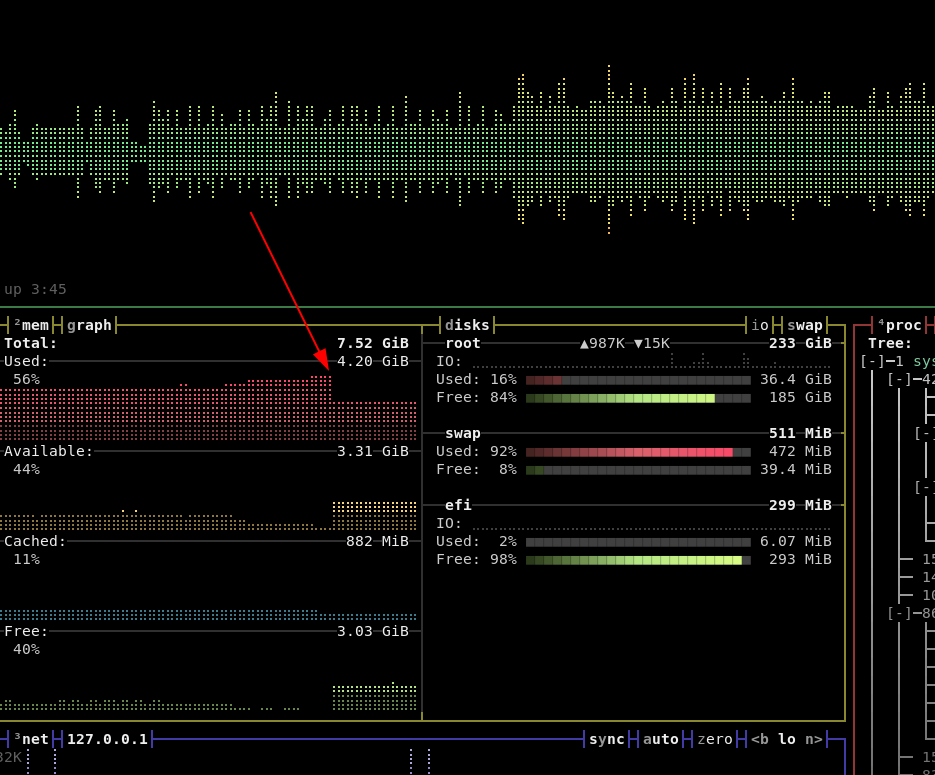 up 3:45
²mem graph
Total: 7.52 GiB
Used: 4.20 GiB
56%
Available: 3.31 GiB
44%
Cached: 882 MiB
11%
Free: 3.03 GiB
40%
disks io swap
root ▲987K ▼15K 233 GiB
IO:
Used: 16% 36.4 GiB
Free: 84% 185 GiB
swap 511 MiB
Used: 92% 472 MiB
Free: 8% 39.4 MiB
efi 299 MiB
IO:
Used: 2% 6.07 MiB
Free: 98% 293 MiB
⁴proc
Tree:
[-]─1 sys
[-]─42
[-]
[-]
15
14
10
[-]─86
15
³net 127.0.0.1 sync auto zero <b lo n>
32K